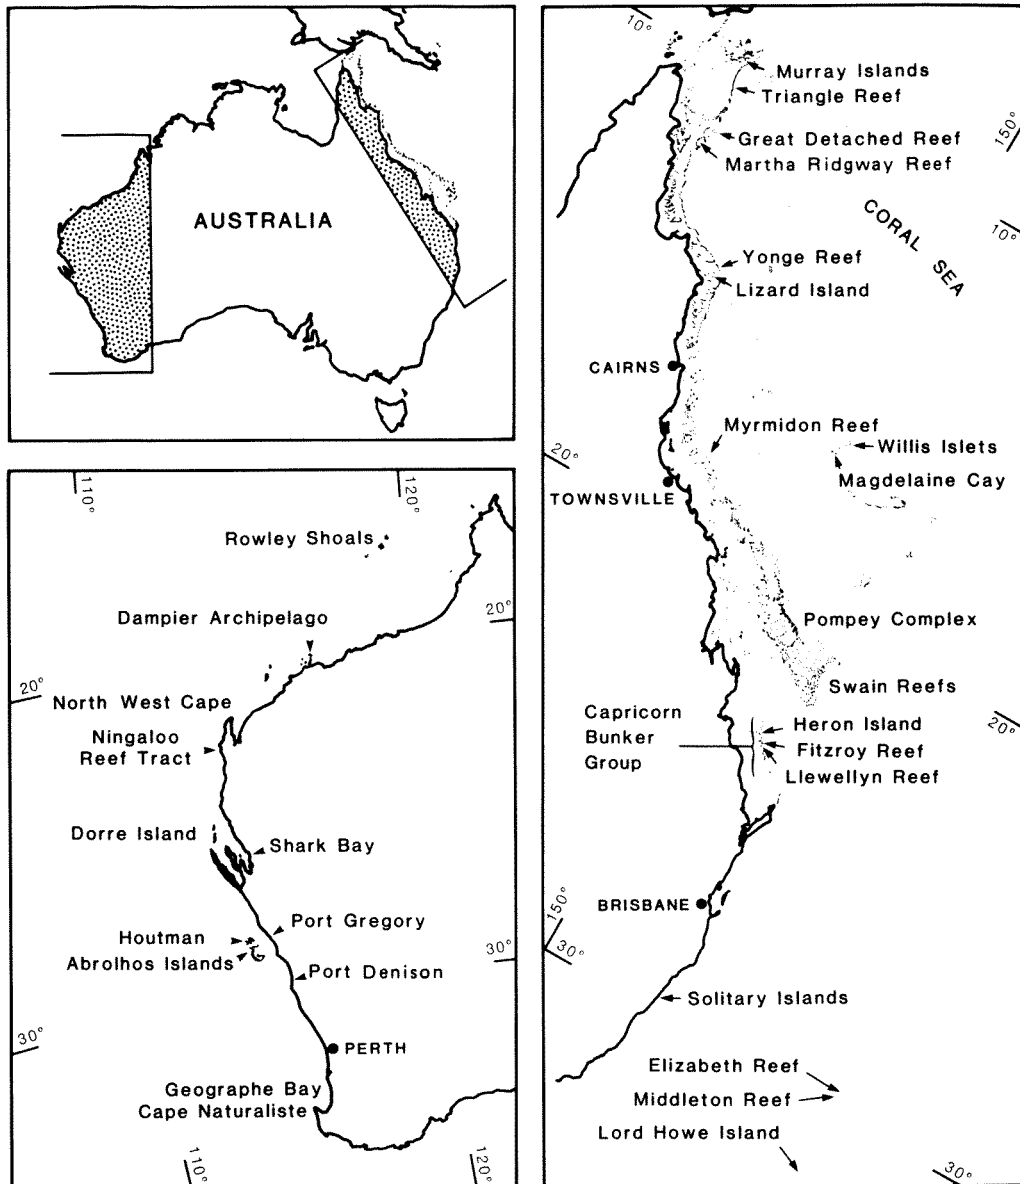 AUSTRALIA
110°
120°
Rowley Shoals
20°
Dampier Archipelago
20°
North West Cape
Ningaloo
Reef Tract
Dorre Island
Shark Bay
Port Gregory
Houtman
Abrolhos Islands
30°
Port Denison
30°
PERTH
Geographe Bay
Cape Naturaliste
110°
120°
10°
Murray Islands
Triangle Reef
150°
Great Detached Reef
Martha Ridgway Reef
CORAL SEA
10°
Yonge Reef
Lizard Island
CAIRNS
Myrmidon Reef
Willis Islets
20°
Magdelaine Cay
TOWNSVILLE
Pompey Complex
Swain Reefs
Capricorn
Bunker
Group
Heron Island
20°
Fitzroy Reef
Llewellyn Reef
150°
BRISBANE
30°
Solitary Islands
Elizabeth Reef
Middleton Reef
Lord Howe Island
30°